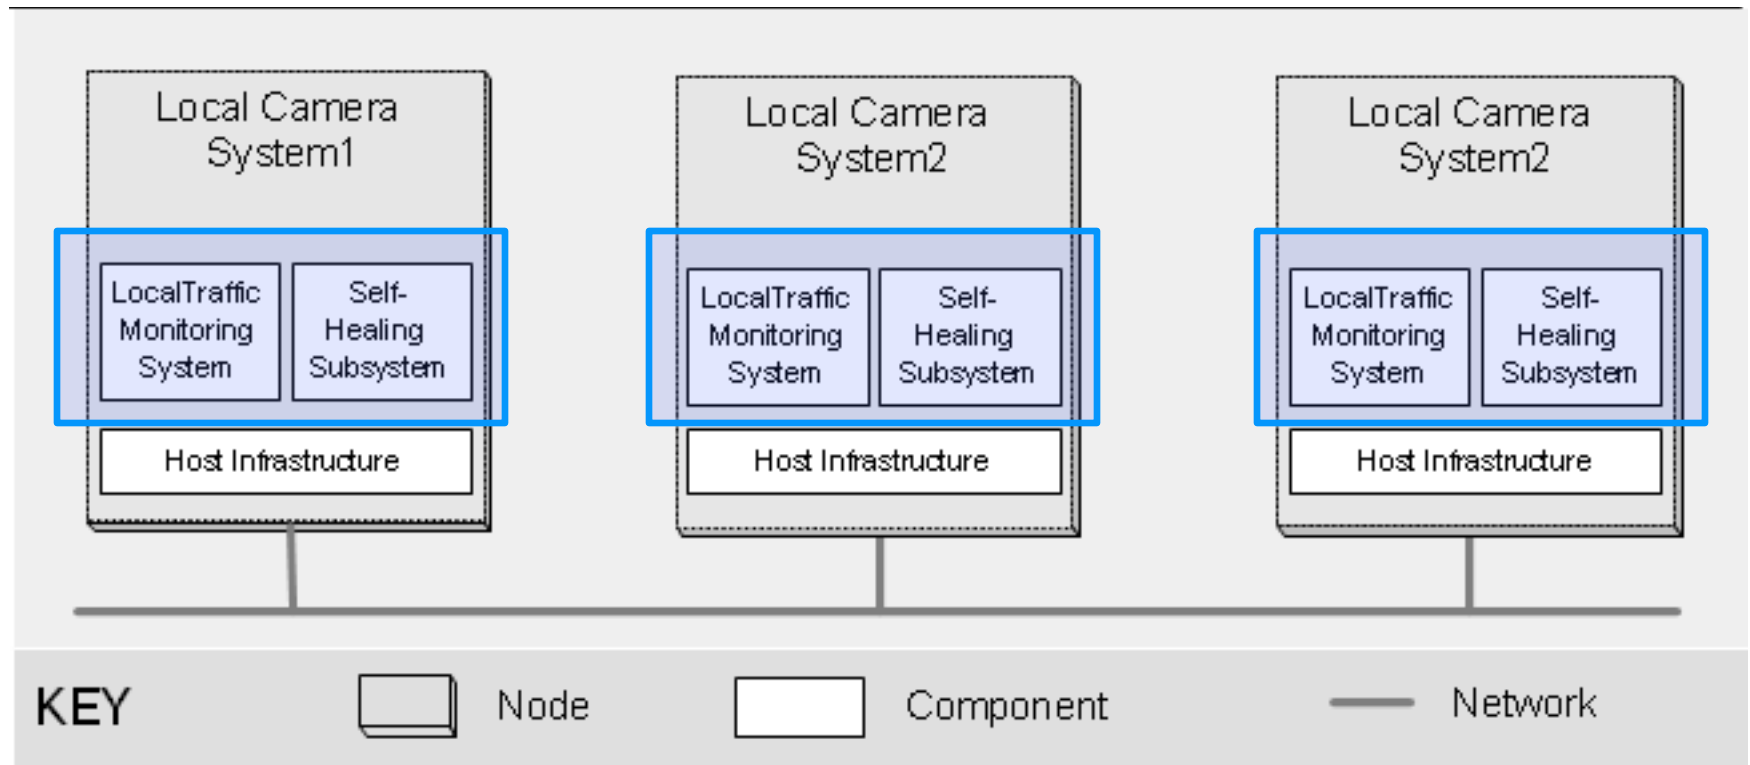 Local Camera
System1
LocalTraffic
Monitoring
System
Self-
Healing
Subsystem
Host Infrastructure
Local Camera
System2
LocalTraffic
Monitoring
System
Self-
Healing
Subsystem
Host Infrastructure
Local Camera
System2
LocalTraffic
Monitoring
System
Self-
Healing
Subsystem
Host Infrastructure
KEY
Node
Component
Network